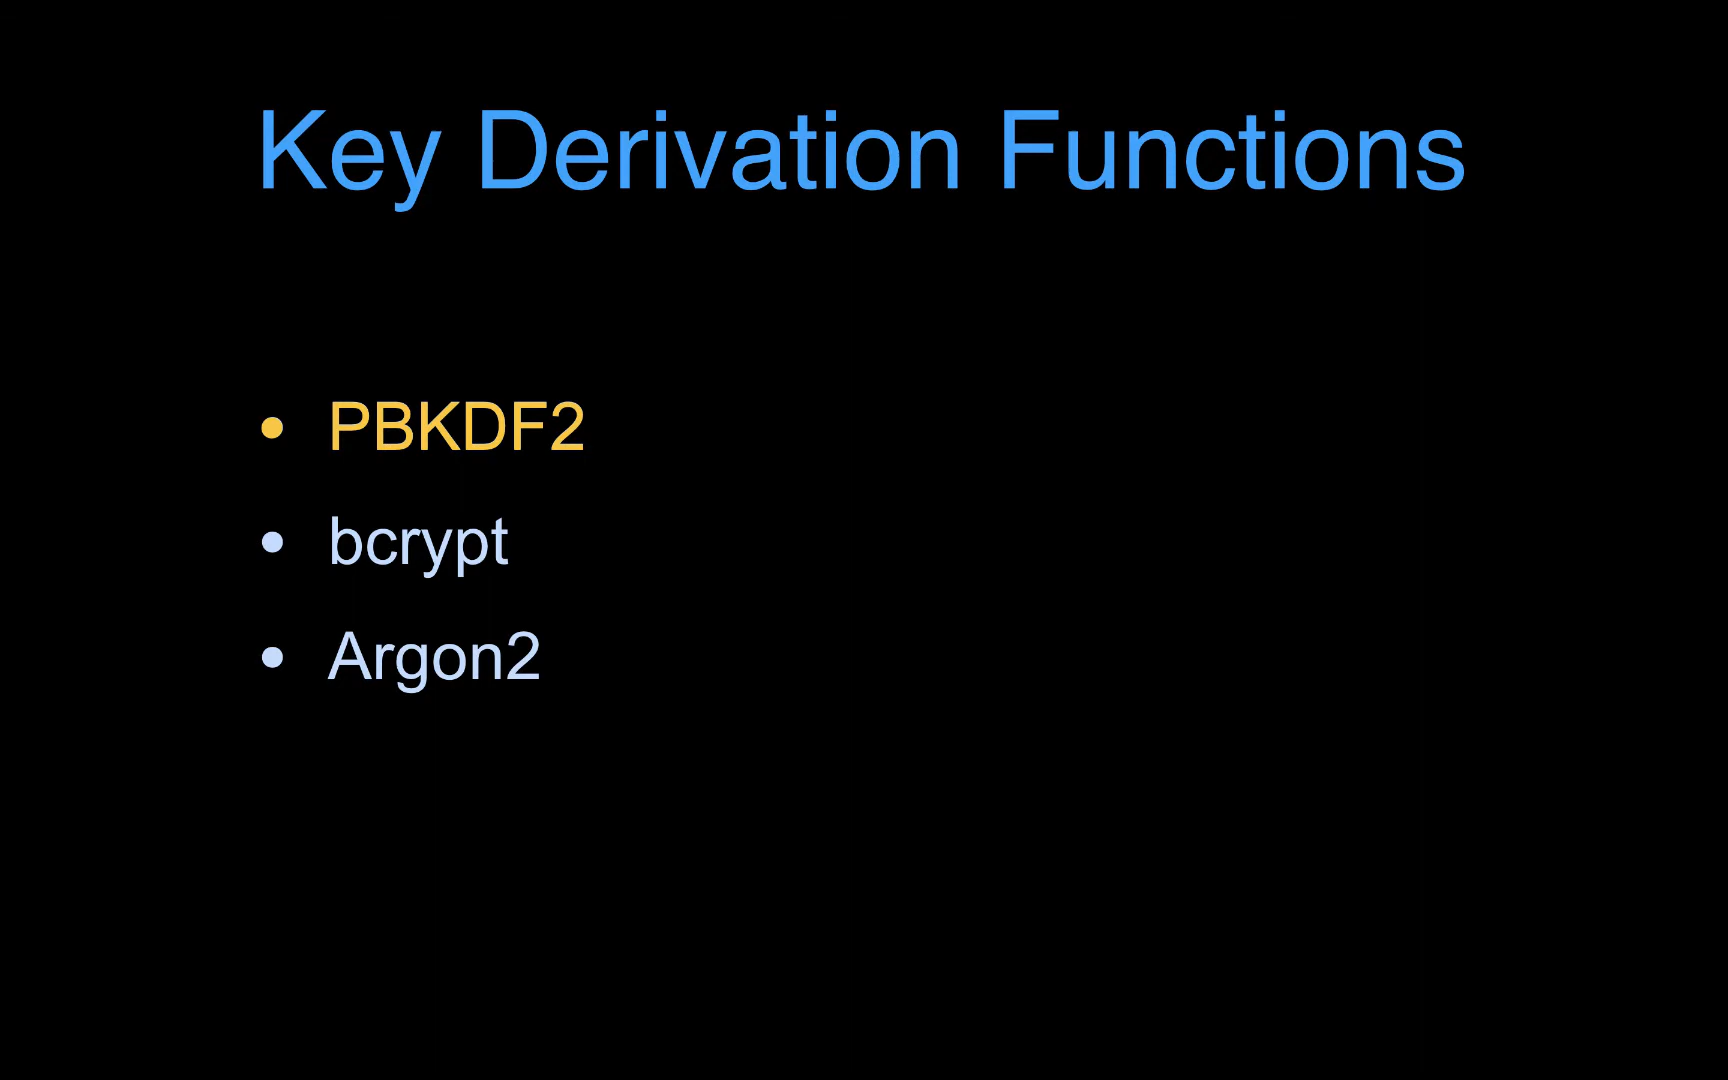 Key Derivation Functions
• PBKDF2
• bcrypt
• Argon2